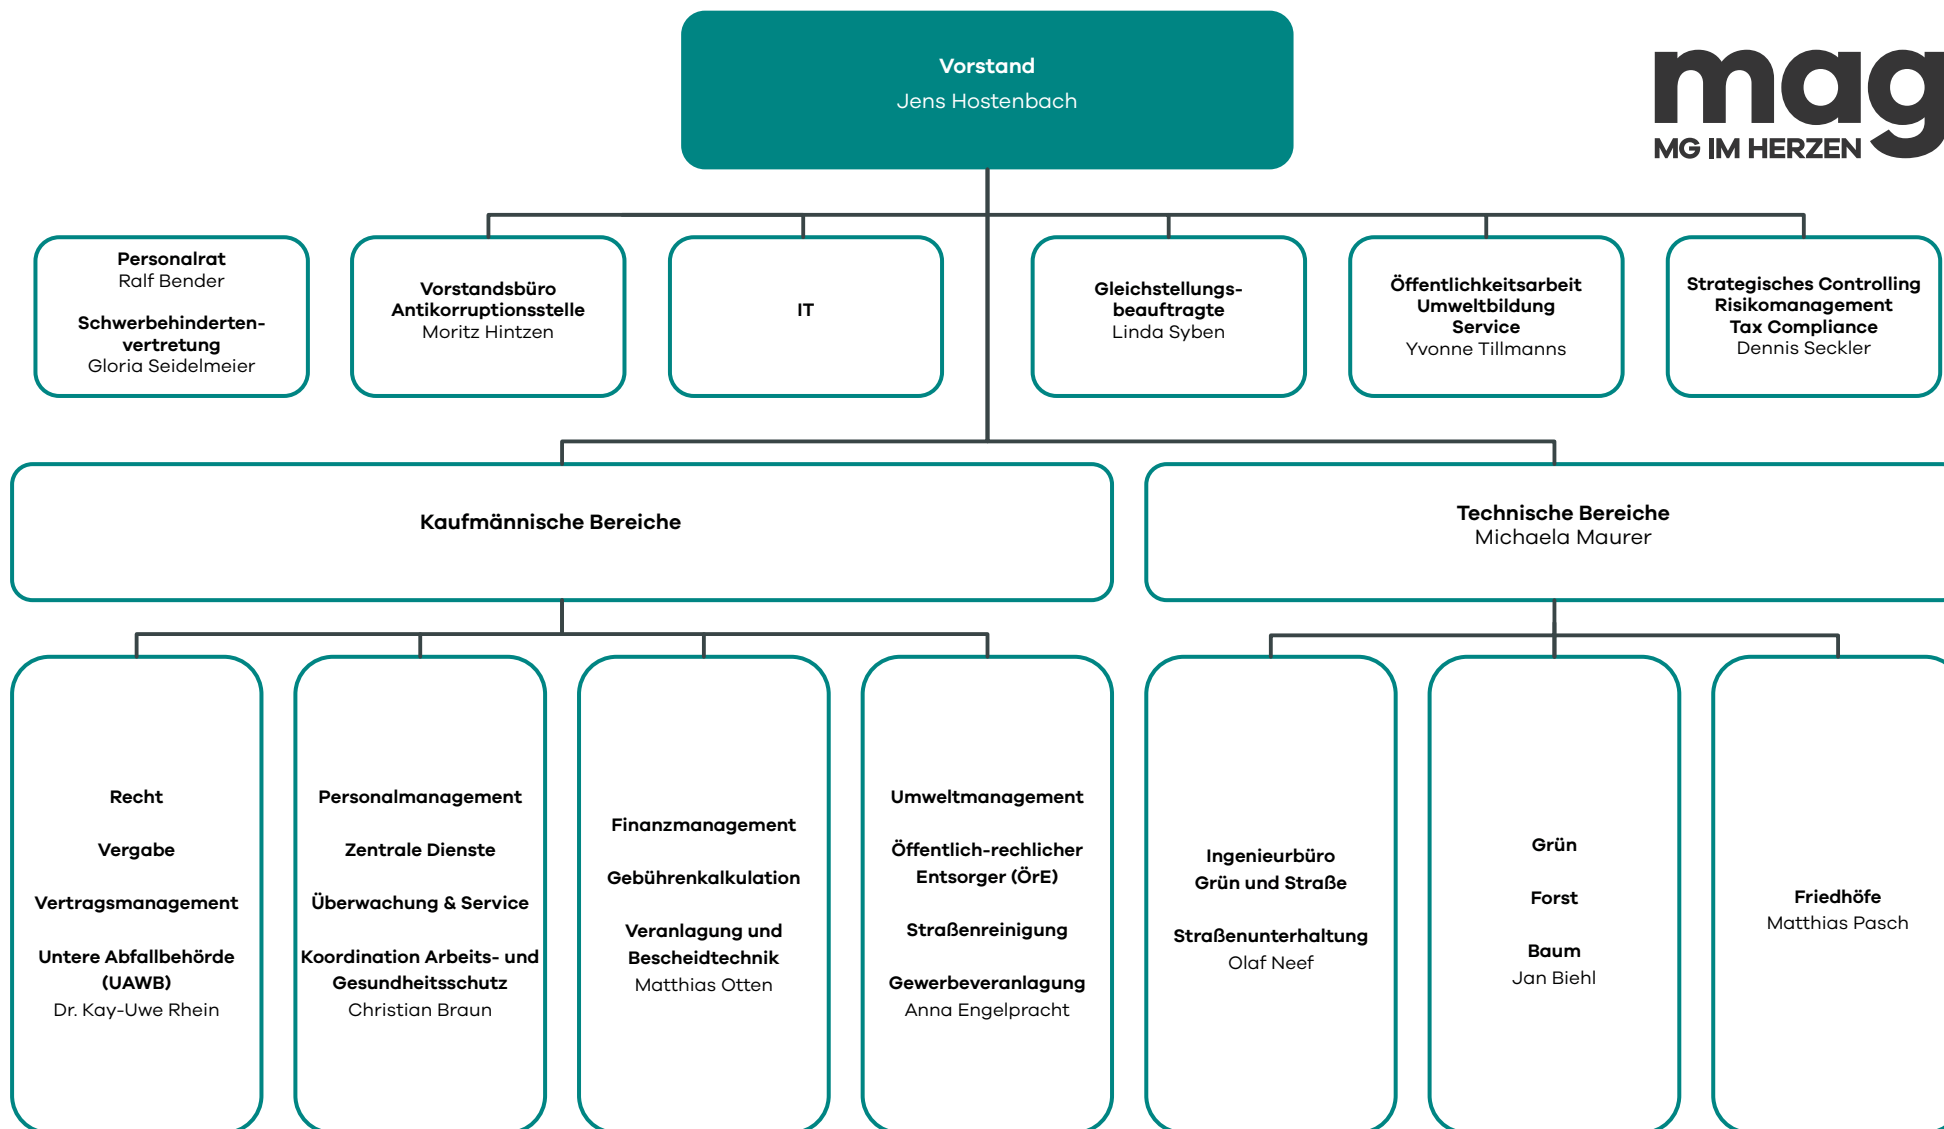 Vorstand
Jens Hostenbach
mag
MG IM HERZEN
Personalrat
Ralf Bender
Schwerbehinderten-
vertretung
Gloria Seidelmeier
Vorstandsbüro
Antikorruptionsstelle
Moritz Hintzen
IT
Gleichstellungs-
beauftragte
Linda Syben
Öffentlichkeitsarbeit
Umweltbildung
Service
Yvonne Tillmanns
Strategisches Controlling
Risikomanagement
Tax Compliance
Dennis Seckler
Kaufmännische Bereiche
Technische Bereiche
Michaela Maurer
Recht
Vergabe
Vertragsmanagement
Untere Abfallbehörde
(UAWB)
Dr. Kay-Uwe Rhein
Personalmanagement
Zentrale Dienste
Überwachung & Service
Koordination Arbeits- und
Gesundheitsschutz
Christian Braun
Finanzmanagement
Gebührenkalkulation
Veranlagung und
Bescheidtechnik
Matthias Otten
Umweltmanagement
Öffentlich-rechlicher
Entsorger (ÖrE)
Straßenreinigung
Gewerbeveranlagung
Anna Engelpracht
Ingenieurbüro
Grün und Straße
Straßenunterhaltung
Olaf Neef
Grün
Forst
Baum
Jan Biehl
Friedhöfe
Matthias Pasch